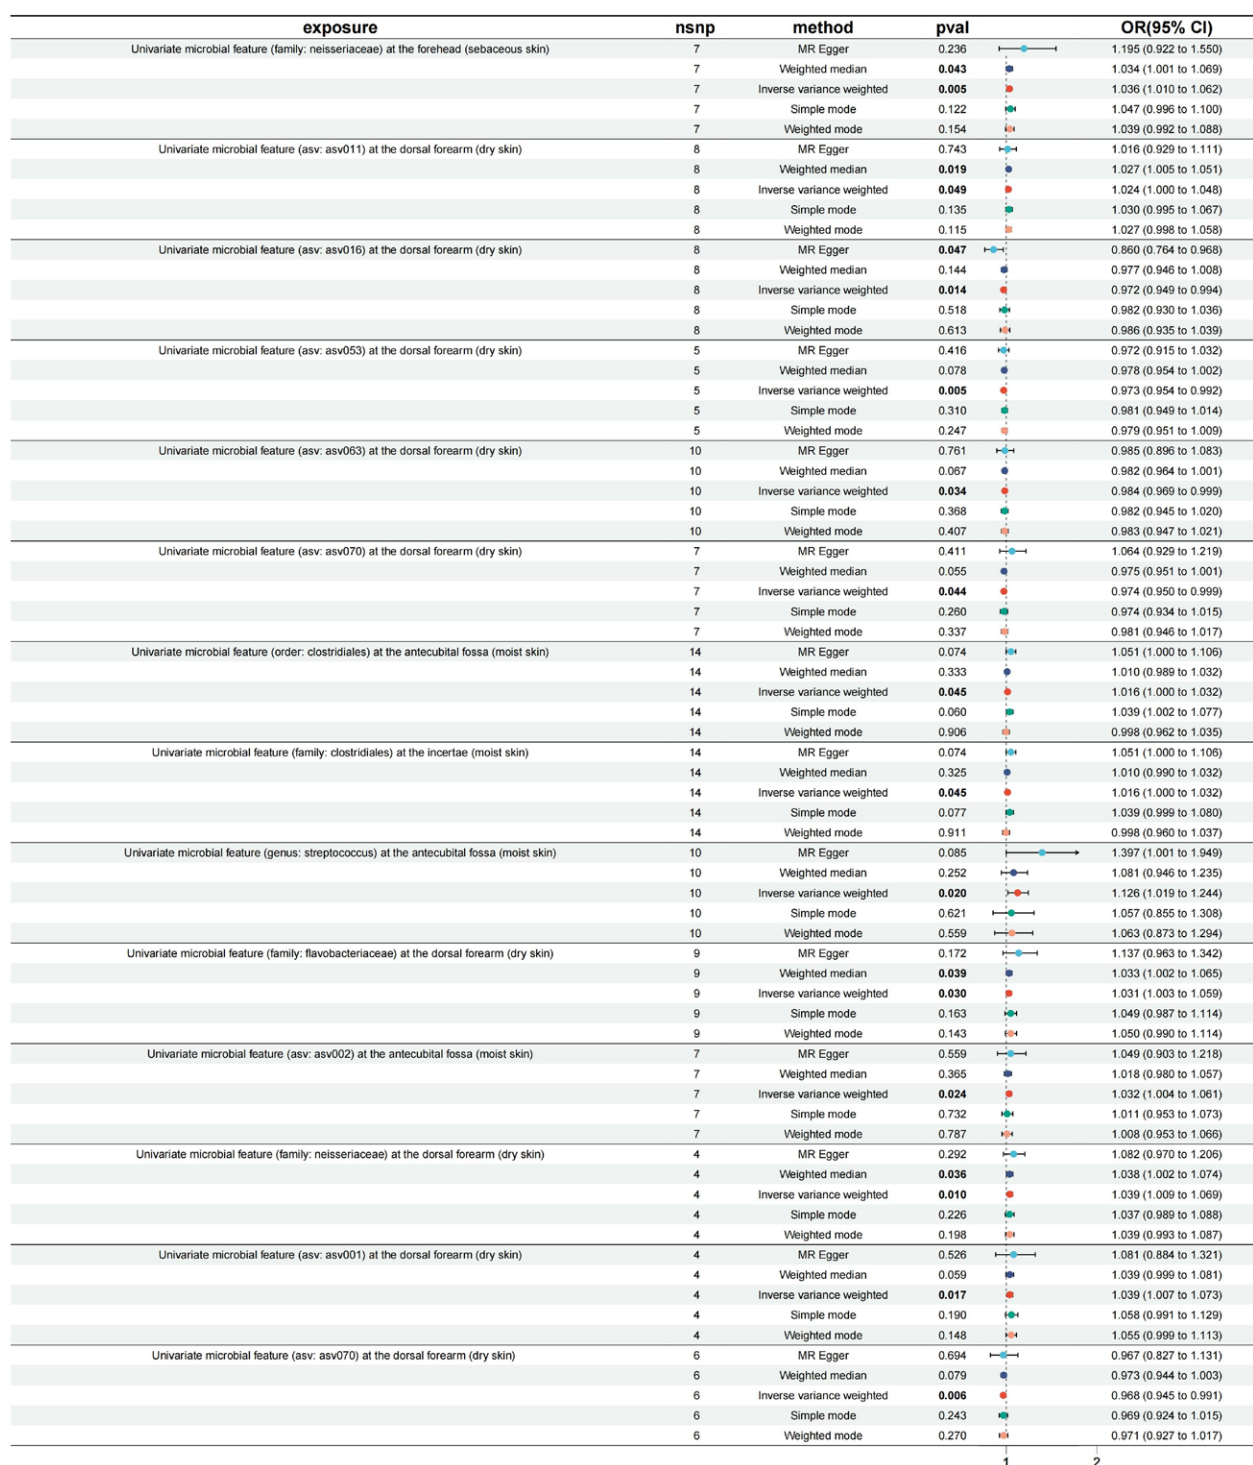 exposure nsnp method pval OR(95% CI)
Univariate microbial feature (family: neisseriaceae) at the forehead (sebaceous skin) 7 MR Egger 0.236 1.195 (0.922 to 1.550)
7 Weighted median 0.043 1.034 (1.001 to 1.069)
7 Inverse variance weighted 0.005 1.036 (1.010 to 1.062)
7 Simple mode 0.122 1.047 (0.996 to 1.100)
7 Weighted mode 0.154 1.039 (0.992 to 1.088)
Univariate microbial feature (asv: asv011) at the dorsal forearm (dry skin) 8 MR Egger 0.743 1.016 (0.929 to 1.111)
8 Weighted median 0.019 1.027 (1.005 to 1.051)
8 Inverse variance weighted 0.049 1.024 (1.000 to 1.048)
8 Simple mode 0.135 1.030 (0.995 to 1.067)
8 Weighted mode 0.115 1.027 (0.998 to 1.058)
Univariate microbial feature (asv: asv016) at the dorsal forearm (dry skin) 8 MR Egger 0.047 0.860 (0.764 to 0.968)
8 Weighted median 0.144 0.977 (0.946 to 1.008)
8 Inverse variance weighted 0.014 0.972 (0.949 to 0.994)
8 Simple mode 0.518 0.982 (0.930 to 1.036)
8 Weighted mode 0.613 0.986 (0.935 to 1.039)
Univariate microbial feature (asv: asv053) at the dorsal forearm (dry skin) 5 MR Egger 0.416 0.972 (0.915 to 1.032)
5 Weighted median 0.078 0.978 (0.954 to 1.002)
5 Inverse variance weighted 0.005 0.973 (0.954 to 0.992)
5 Simple mode 0.310 0.981 (0.949 to 1.014)
5 Weighted mode 0.247 0.979 (0.951 to 1.009)
Univariate microbial feature (asv: asv063) at the dorsal forearm (dry skin) 10 MR Egger 0.761 0.985 (0.896 to 1.083)
10 Weighted median 0.067 0.982 (0.964 to 1.001)
10 Inverse variance weighted 0.034 0.984 (0.969 to 0.999)
10 Simple mode 0.368 0.982 (0.945 to 1.020)
10 Weighted mode 0.407 0.983 (0.947 to 1.021)
Univariate microbial feature (asv: asv070) at the dorsal forearm (dry skin) 7 MR Egger 0.411 1.064 (0.929 to 1.219)
7 Weighted median 0.055 0.975 (0.951 to 1.001)
7 Inverse variance weighted 0.044 0.974 (0.950 to 0.999)
7 Simple mode 0.260 0.974 (0.934 to 1.015)
7 Weighted mode 0.337 0.981 (0.946 to 1.017)
Univariate microbial feature (order: clostridiales) at the antecubital fossa (moist skin) 14 MR Egger 0.074 1.051 (1.000 to 1.106)
14 Weighted median 0.333 1.010 (0.989 to 1.032)
14 Inverse variance weighted 0.045 1.016 (1.000 to 1.032)
14 Simple mode 0.060 1.039 (1.002 to 1.077)
14 Weighted mode 0.906 0.998 (0.962 to 1.035)
Univariate microbial feature (family: clostridiales) at the incertae (moist skin) 14 MR Egger 0.074 1.051 (1.000 to 1.106)
14 Weighted median 0.325 1.010 (0.990 to 1.032)
14 Inverse variance weighted 0.045 1.016 (1.000 to 1.032)
14 Simple mode 0.077 1.039 (0.999 to 1.080)
14 Weighted mode 0.911 0.998 (0.960 to 1.037)
Univariate microbial feature (genus: streptococcus) at the antecubital fossa (moist skin) 10 MR Egger 0.085 1.397 (1.001 to 1.949)
10 Weighted median 0.252 1.081 (0.946 to 1.235)
10 Inverse variance weighted 0.020 1.126 (1.019 to 1.244)
10 Simple mode 0.621 1.057 (0.855 to 1.308)
10 Weighted mode 0.559 1.063 (0.873 to 1.294)
Univariate microbial feature (family: flavobacteriaceae) at the dorsal forearm (dry skin) 9 MR Egger 0.172 1.137 (0.963 to 1.342)
9 Weighted median 0.039 1.033 (1.002 to 1.065)
9 Inverse variance weighted 0.030 1.031 (1.003 to 1.059)
9 Simple mode 0.163 1.049 (0.987 to 1.114)
9 Weighted mode 0.143 1.050 (0.990 to 1.114)
Univariate microbial feature (asv: asv002) at the antecubital fossa (moist skin) 7 MR Egger 0.559 1.049 (0.903 to 1.218)
7 Weighted median 0.365 1.018 (0.980 to 1.057)
7 Inverse variance weighted 0.024 1.032 (1.004 to 1.061)
7 Simple mode 0.732 1.011 (0.953 to 1.073)
7 Weighted mode 0.787 1.008 (0.953 to 1.066)
Univariate microbial feature (family: neisseriaceae) at the dorsal forearm (dry skin) 4 MR Egger 0.292 1.082 (0.970 to 1.206)
4 Weighted median 0.036 1.038 (1.002 to 1.074)
4 Inverse variance weighted 0.010 1.039 (1.009 to 1.069)
4 Simple mode 0.226 1.037 (0.989 to 1.088)
4 Weighted mode 0.198 1.039 (0.993 to 1.087)
Univariate microbial feature (asv: asv001) at the dorsal forearm (dry skin) 4 MR Egger 0.526 1.081 (0.884 to 1.321)
4 Weighted median 0.059 1.039 (0.999 to 1.081)
4 Inverse variance weighted 0.017 1.039 (1.007 to 1.073)
4 Simple mode 0.190 1.058 (0.991 to 1.129)
4 Weighted mode 0.148 1.055 (0.999 to 1.113)
Univariate microbial feature (asv: asv070) at the dorsal forearm (dry skin) 6 MR Egger 0.694 0.967 (0.827 to 1.131)
6 Weighted median 0.079 0.973 (0.944 to 1.003)
6 Inverse variance weighted 0.006 0.968 (0.945 to 0.991)
6 Simple mode 0.243 0.969 (0.924 to 1.015)
6 Weighted mode 0.270 0.971 (0.927 to 1.017)
1 2